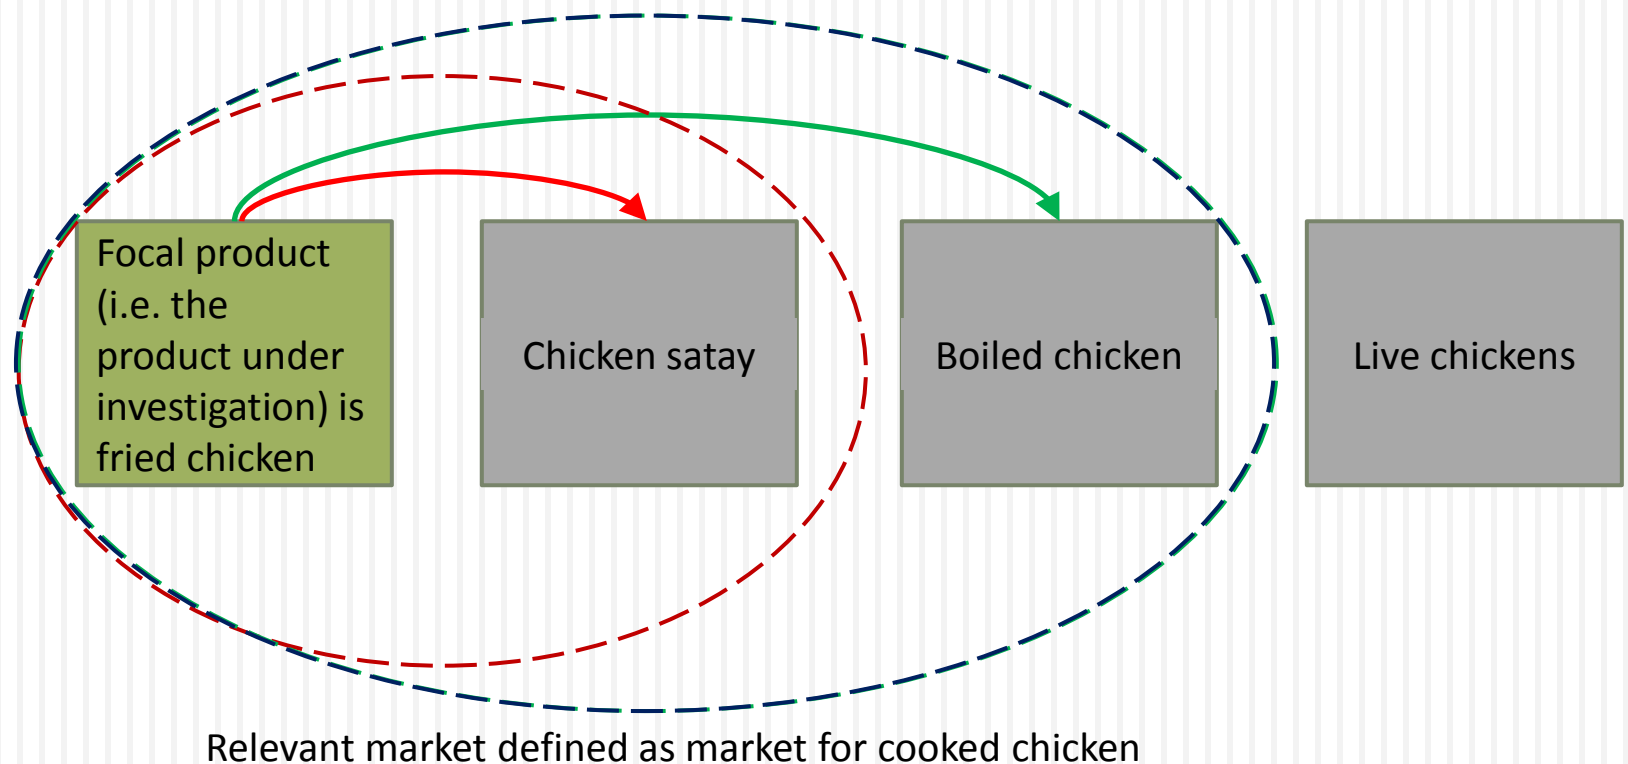 Focal product
(i.e. the
product under
investigation) is
fried chicken
Chicken satay
Boiled chicken
Live chickens
Relevant market defined as market for cooked chicken